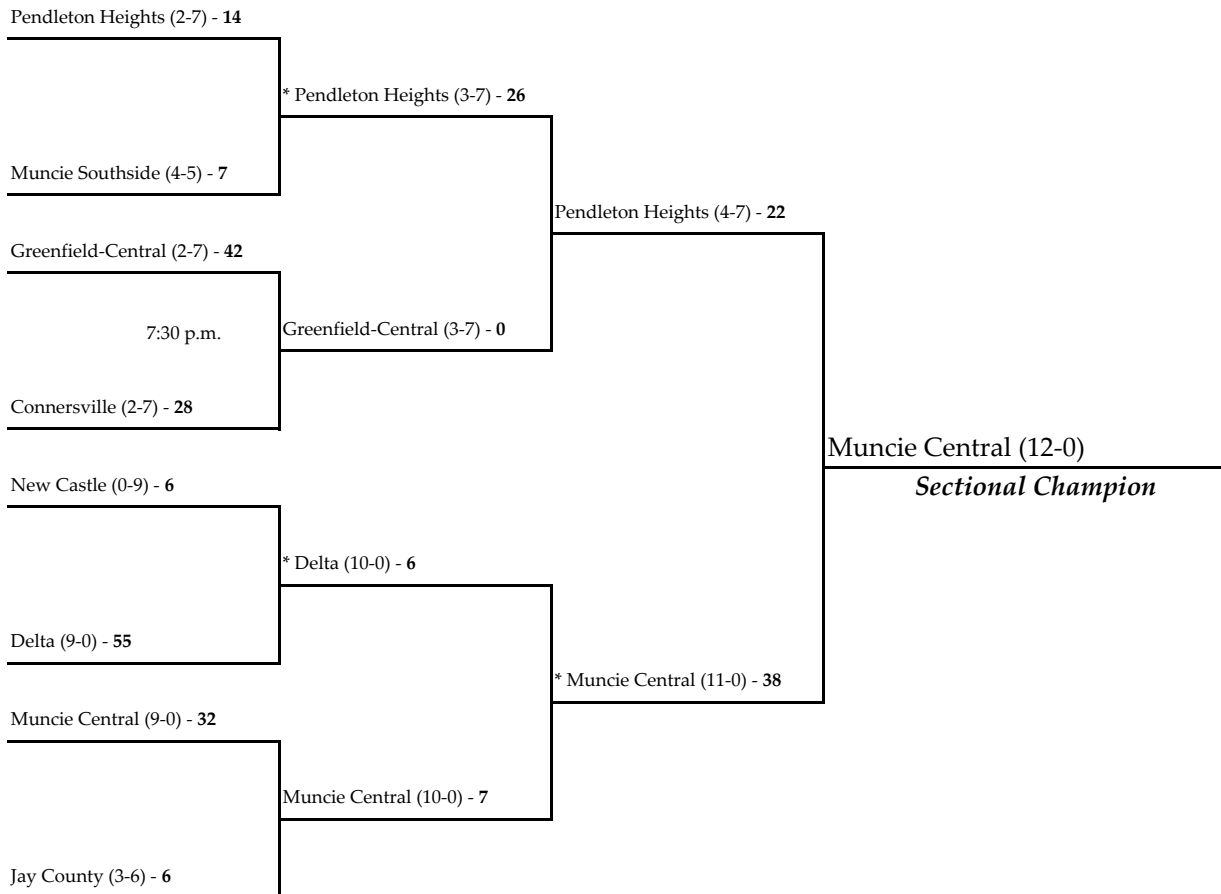 Pendleton Heights (2-7) - 14
* Pendleton Heights (3-7) - 26
Muncie Southside (4-5) - 7
Pendleton Heights (4-7) - 22
Greenfield-Central (2-7) - 42
7:30 p.m.
Greenfield-Central (3-7) - 0
Connersville (2-7) - 28
Muncie Central (12-0)
Sectional Champion
New Castle (0-9) - 6
* Delta (10-0) - 6
Delta (9-0) - 55
* Muncie Central (11-0) - 38
Muncie Central (9-0) - 32
Muncie Central (10-0) - 7
Jay County (3-6) - 6